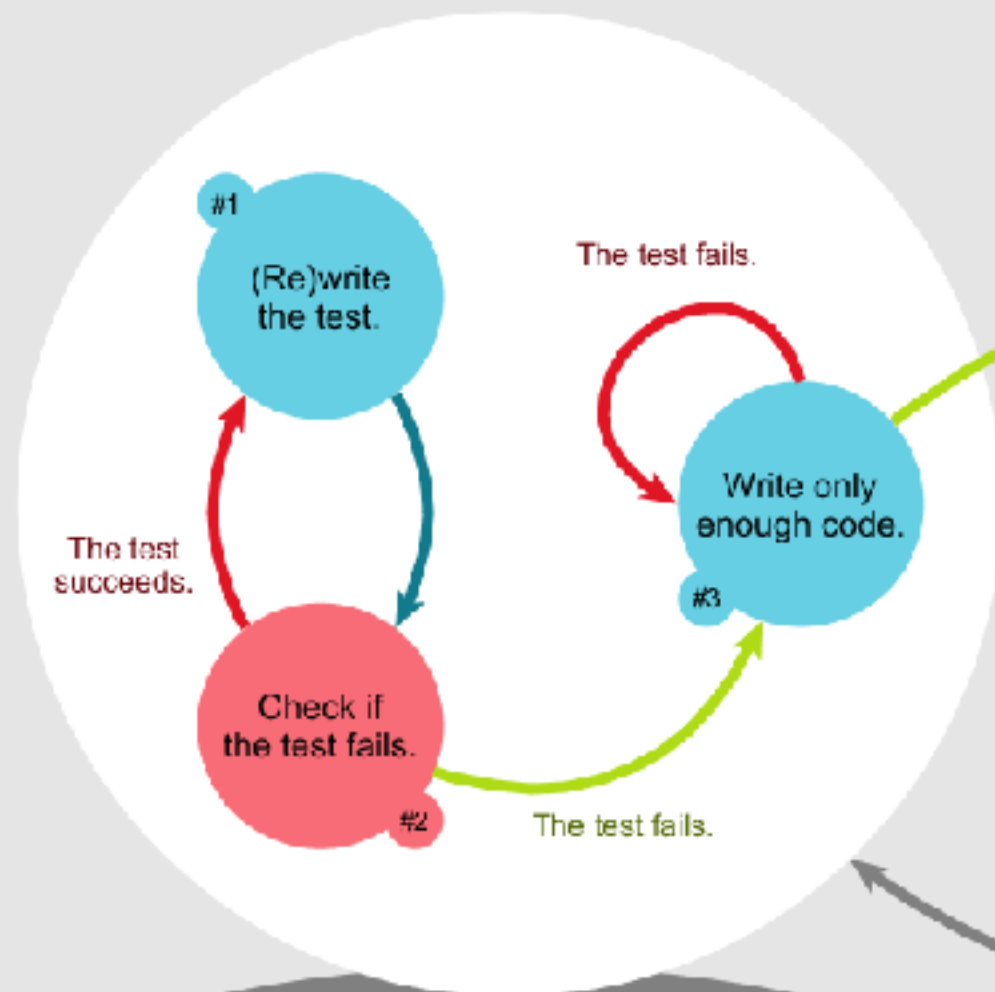 #1
(Re)write
the test.
The test fails.
Write only
enough code.
#3
The test
succeeds.
Check if
the test fails.
#2
The test fails.